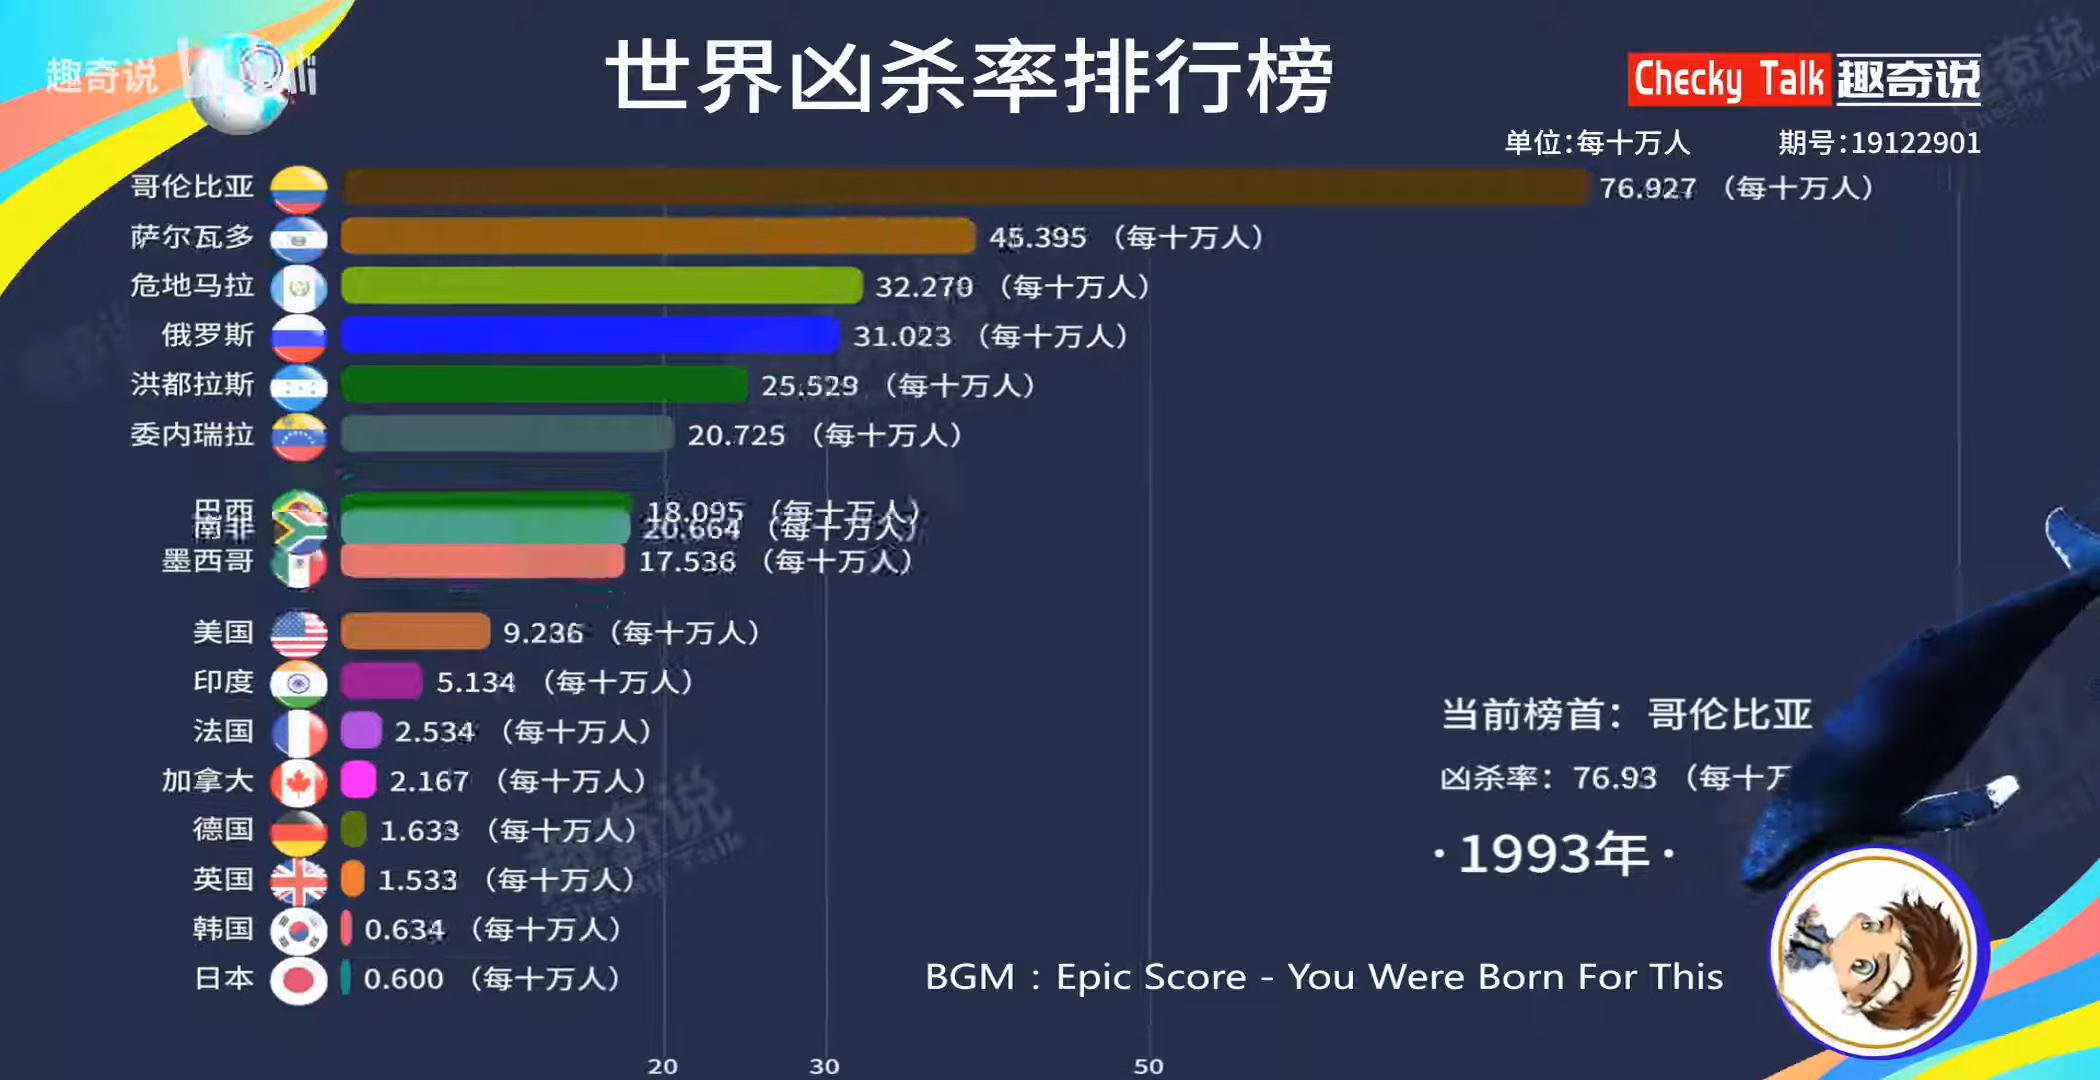 趣奇说
世界凶杀率排行榜
Checky Talk 趣奇说
单位:每十万人 期号:19122901
哥伦比亚 76.927 （每十万人）
萨尔瓦多 45.395 （每十万人）
危地马拉 32.270 （每十万人）
俄罗斯 31.023 （每十万人）
洪都拉斯 25.529 （每十万人）
委内瑞拉 20.725 （每十万人）
巴西 18.095 （每十万人）
南非 20.664 （每十万人）
墨西哥 17.536 （每十万人）
美国 9.236 （每十万人）
印度 5.134 （每十万人）
法国 2.534 （每十万人）
加拿大 2.167 （每十万人）
德国 1.633 （每十万人）
英国 1.533 （每十万人）
韩国 0.634 （每十万人）
日本 0.600 （每十万人）
当前榜首：哥伦比亚
凶杀率：76.93 （每十万
·1993年·
BGM：Epic Score - You Were Born For This
20 30 50